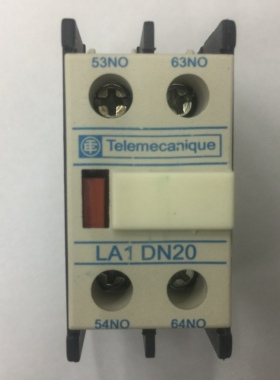 53NO 63NO
Telemecanique
LA1 DN20
54NO 64NO